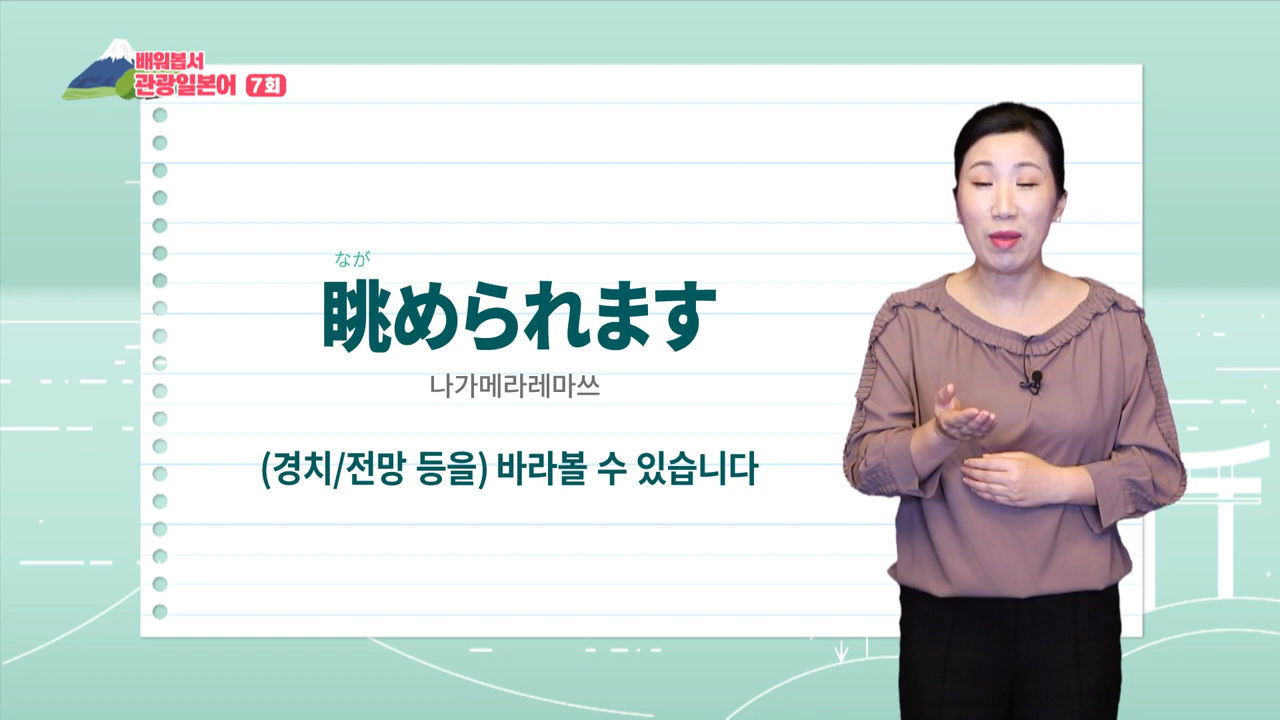 배워봅서
관광일본어 7회
なが
眺められます
나가메라레마쓰
(경치/전망 등을) 바라볼 수 있습니다